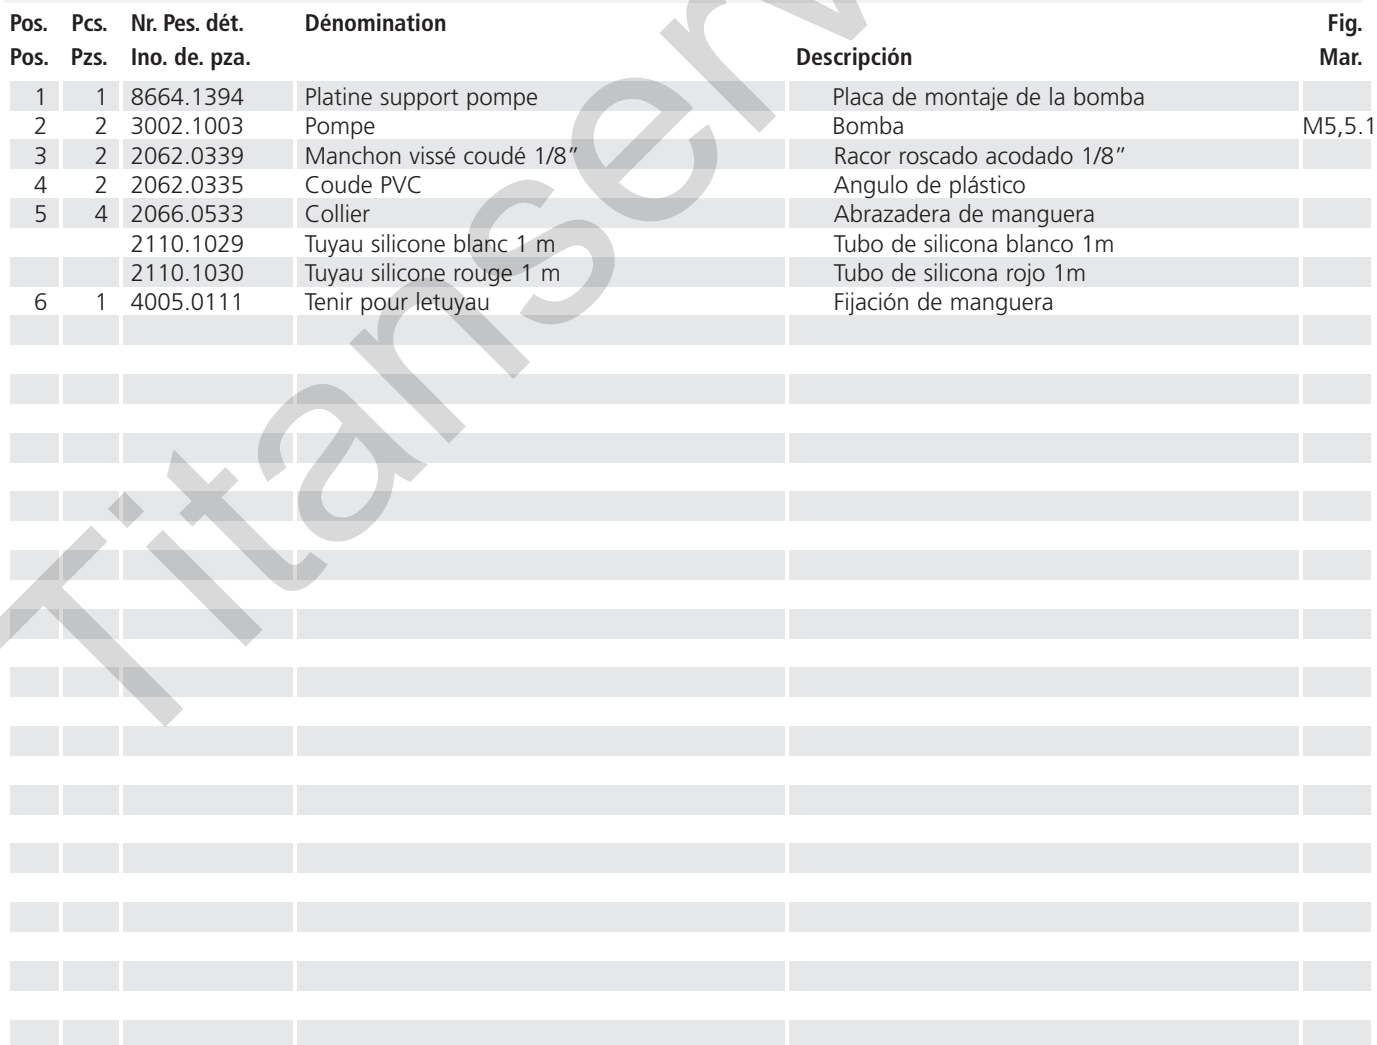 Pos. Pcs. Nr. Pes. dét. Dénomination Fig.
Pos. Pzs. Ino. de. pza. Descripción Mar.
1 1 8664.1394 Platine support pompe Placa de montaje de la bomba
2 2 3002.1003 Pompe Bomba M5,5.1
3 2 2062.0339 Manchon vissé coudé 1/8” Racor roscado acodado 1/8”
4 2 2062.0335 Coude PVC Angulo de plástico
5 4 2066.0533 Collier Abrazadera de manguera
2110.1029 Tuyau silicone blanc 1 m Tubo de silicona blanco 1m
2110.1030 Tuyau silicone rouge 1 m Tubo de silicona rojo 1m
6 1 4005.0111 Tenir pour letuyau Fijación de manguera
Titanserv